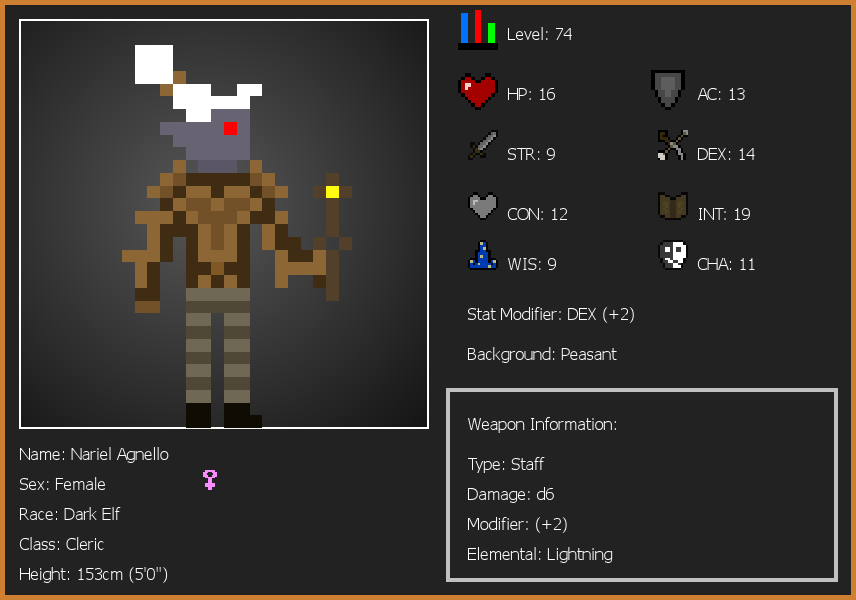 Level: 74
HP: 16
AC: 13
STR: 9
DEX: 14
CON: 12
INT: 19
WIS: 9
CHA: 11
Stat Modifier: DEX (+2)
Background: Peasant
Weapon Information:
Type: Staff
Damage: d6
Modifier: (+2)
Elemental: Lightning
Name: Nariel Agnello
Sex: Female
Race: Dark Elf
Class: Cleric
Height: 153cm (5'0")